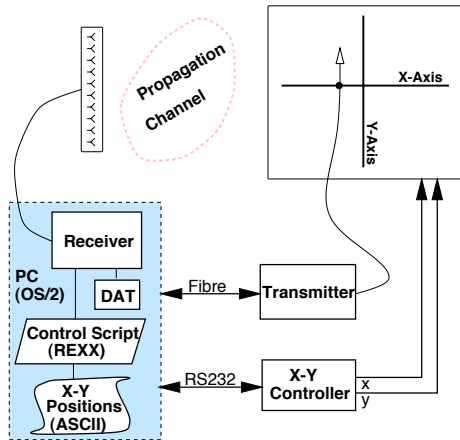 Propagation
Channel
X-Axis
Y-Axis
Receiver
PC
(OS/2)
DAT
Fibre
Transmitter
Control Script
(REXX)
RS232
X-Y
Controller
x
y
X-Y
Positions
(ASCII)